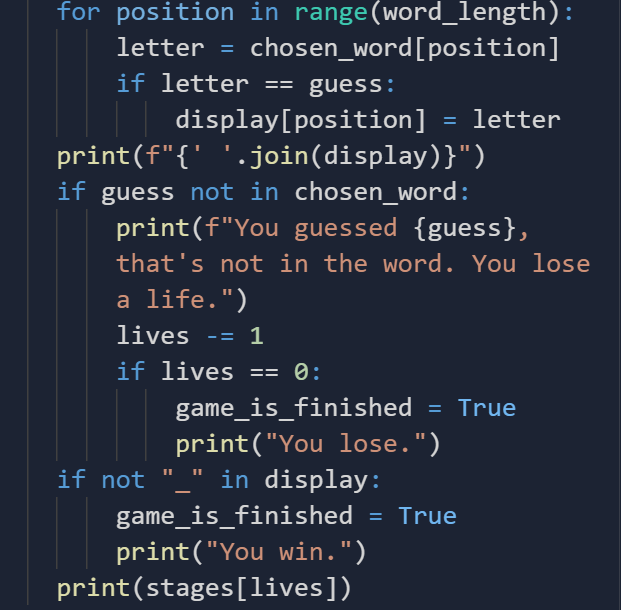 for position in range(word_length):
letter = chosen_word[position]
if letter == guess:
display[position] = letter
print(f"{' '.join(display)}")
if guess not in chosen_word:
print(f"You guessed {guess},
that's not in the word. You lose
a life.")
lives -= 1
if lives == 0:
game_is_finished = True
print("You lose.")
if not "_" in display:
game_is_finished = True
print("You win.")
print(stages[lives])